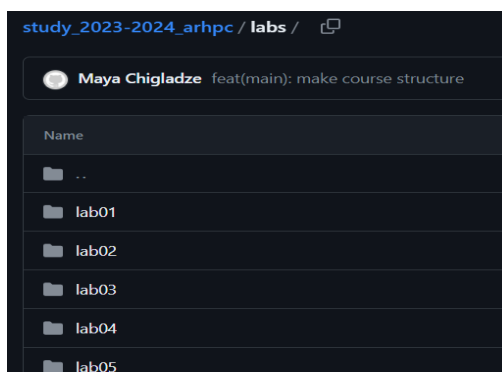 study_2023-2024_arhpc / labs /
Maya Chigladze feat(main): make course structure
Name
..
lab01
lab02
lab03
lab04
lab05